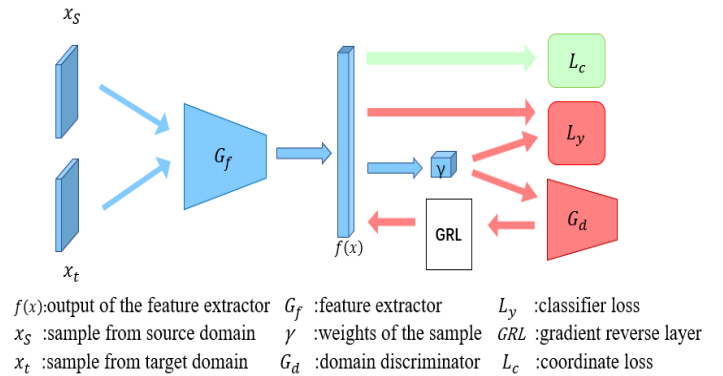 x_S
L_c
G_f
L_y
γ
G_d
GRL
f(x)
x_t
f(x):output of the feature extractor G_f :feature extractor L_y :classifier loss
x_S :sample from source domain γ :weights of the sample GRL :gradient reverse layer
x_t :sample from target domain G_d :domain discriminator L_c :coordinate loss